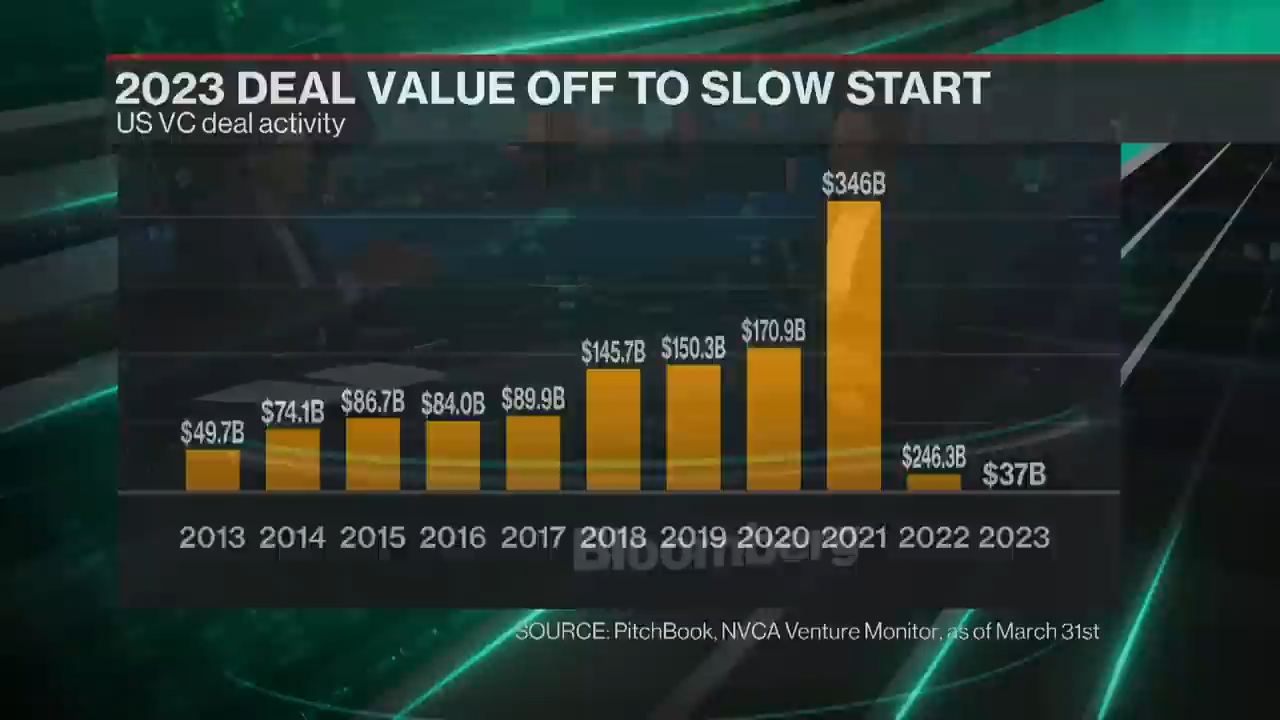 2023 DEAL VALUE OFF TO SLOW START
US VC deal activity
$346B
$170.9B
$145.7B $150.3B
$74.1B $86.7B $84.0B $89.9B
$49.7B
$246.3B $37B
2013 2014 2015 2016 2017 2018 2019 2020 2021 2022 2023
Bloomberg
SOURCE: PitchBook, NVCA Venture Monitor, as of March 31st